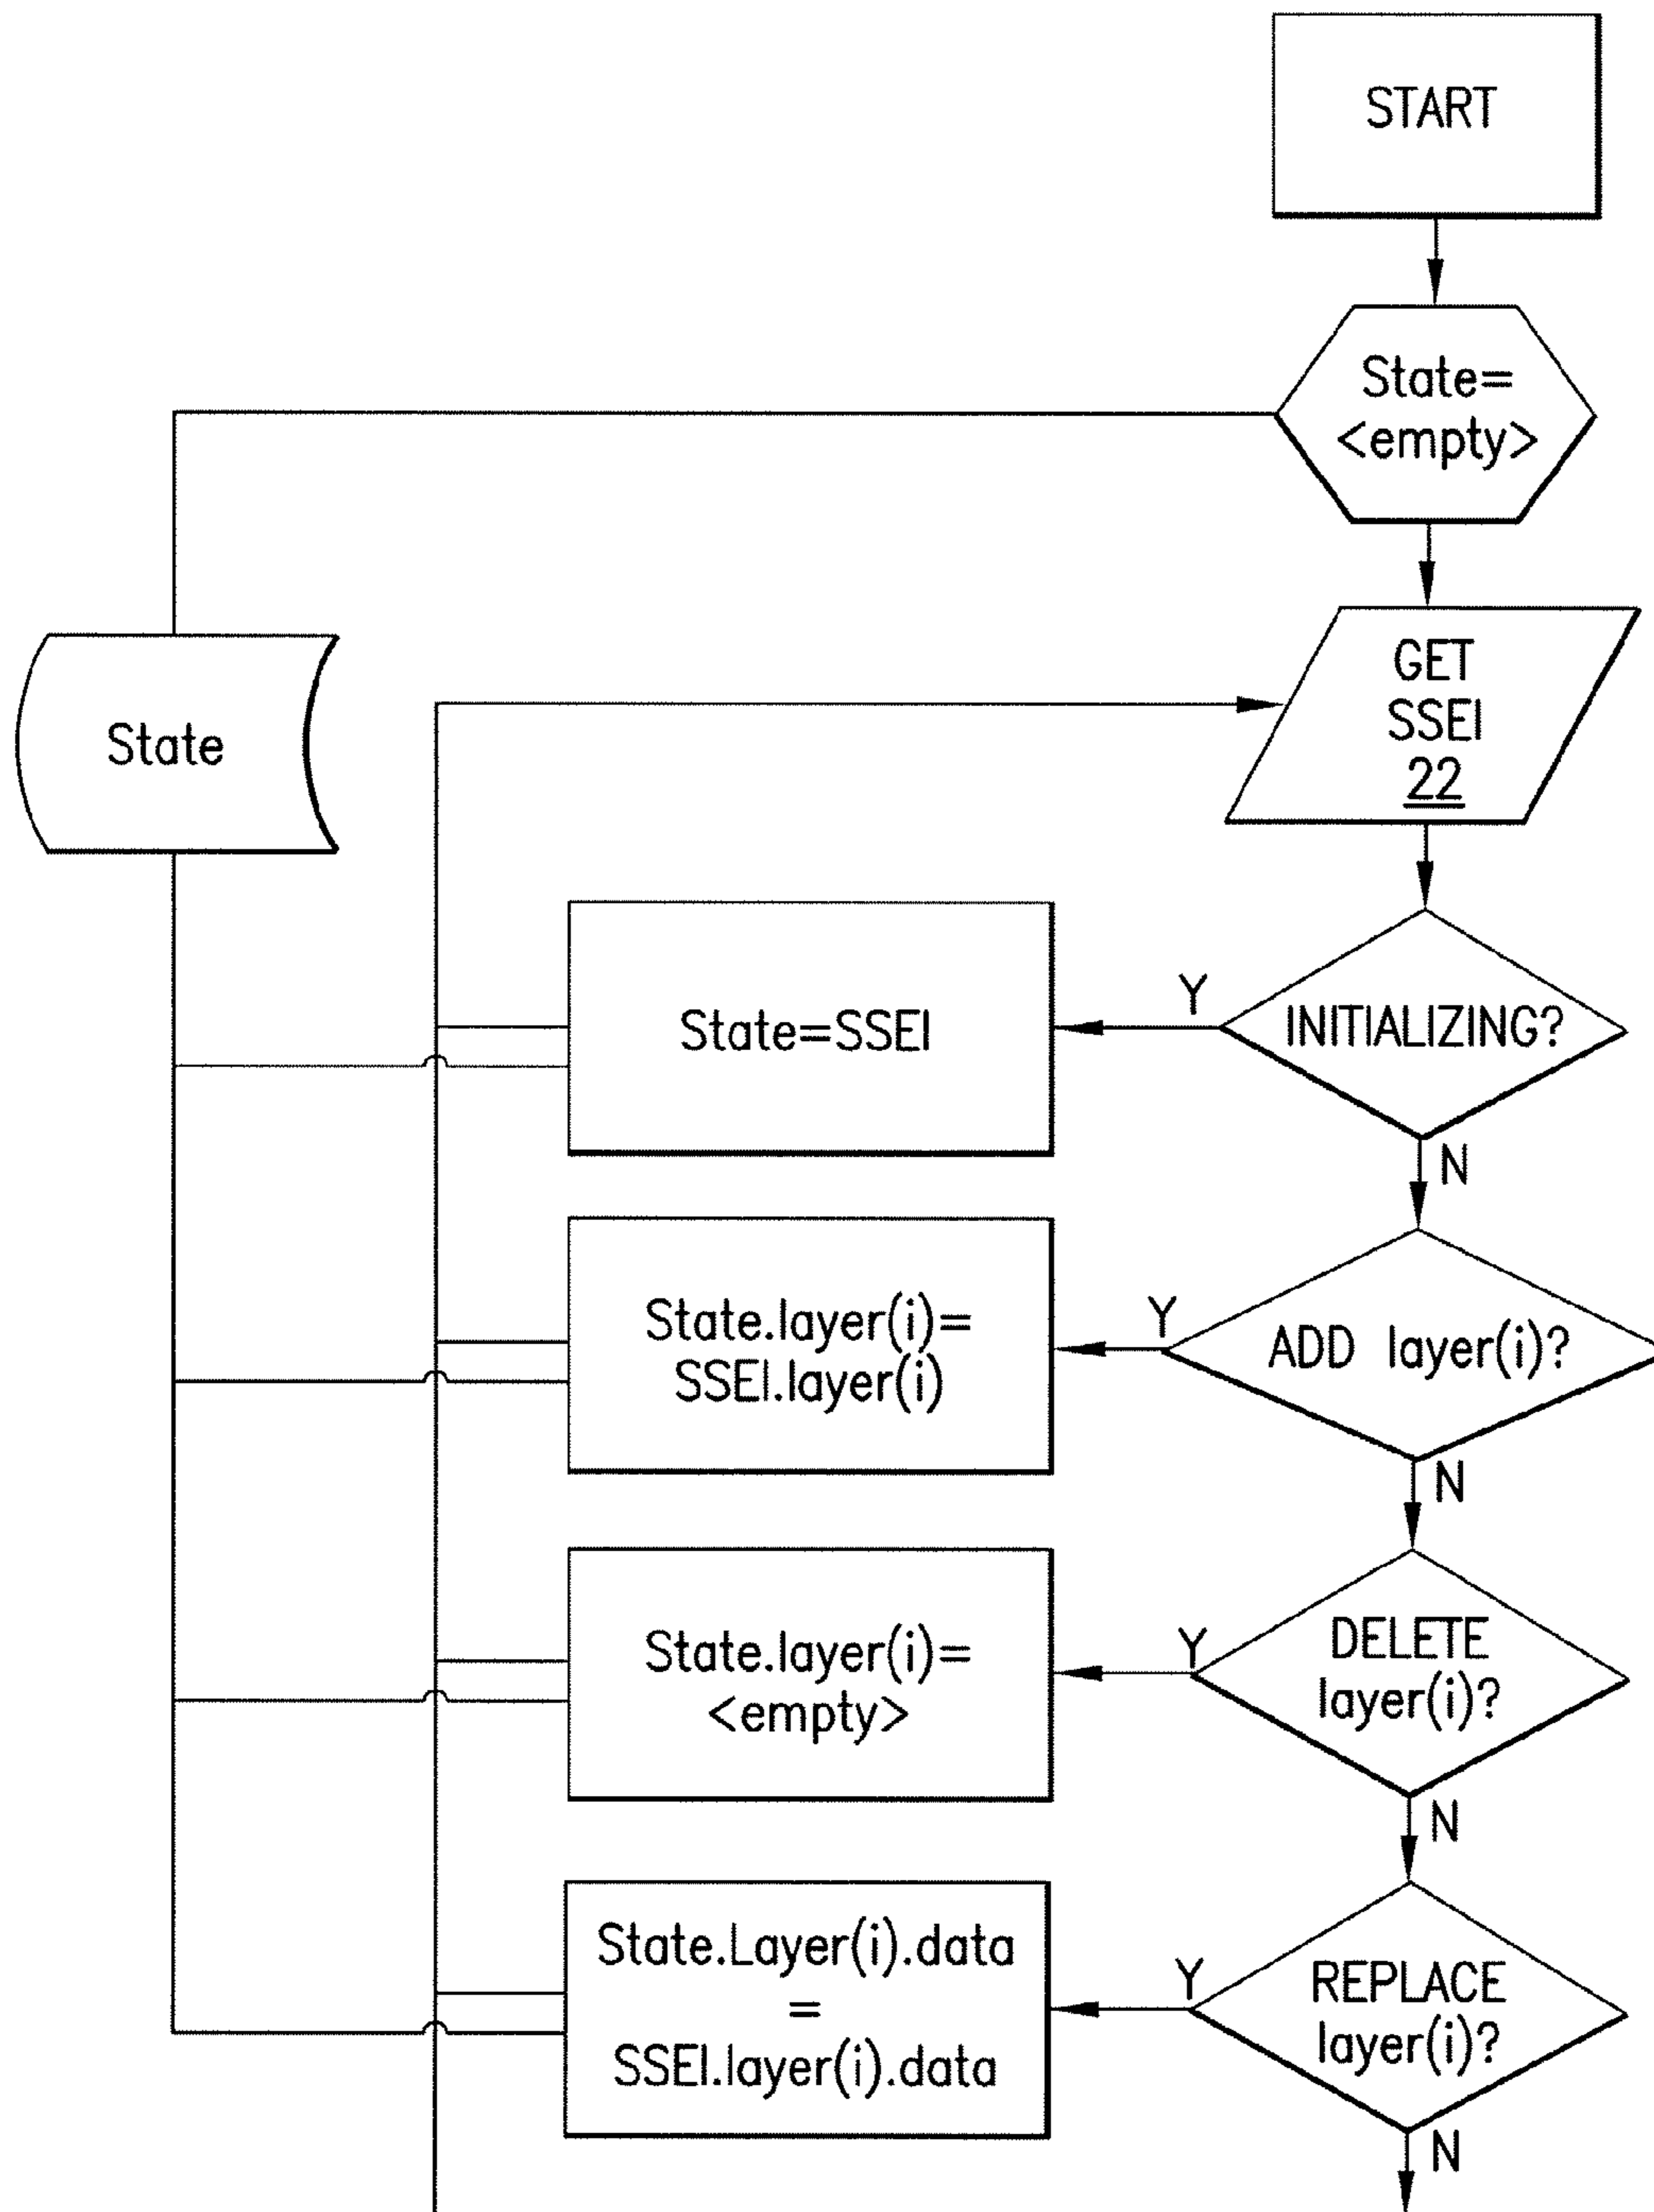 START
State=
<empty>
GET
SSEI
22
State
State=SSEI
Y
INITIALIZING?
N
State.layer(i)=
SSEI.layer(i)
Y
ADD layer(i)?
N
State.layer(i)=
<empty>
Y
DELETE
layer(i)?
N
State.Layer(i).data
=
SSEI.layer(i).data
Y
REPLACE
layer(i)?
N